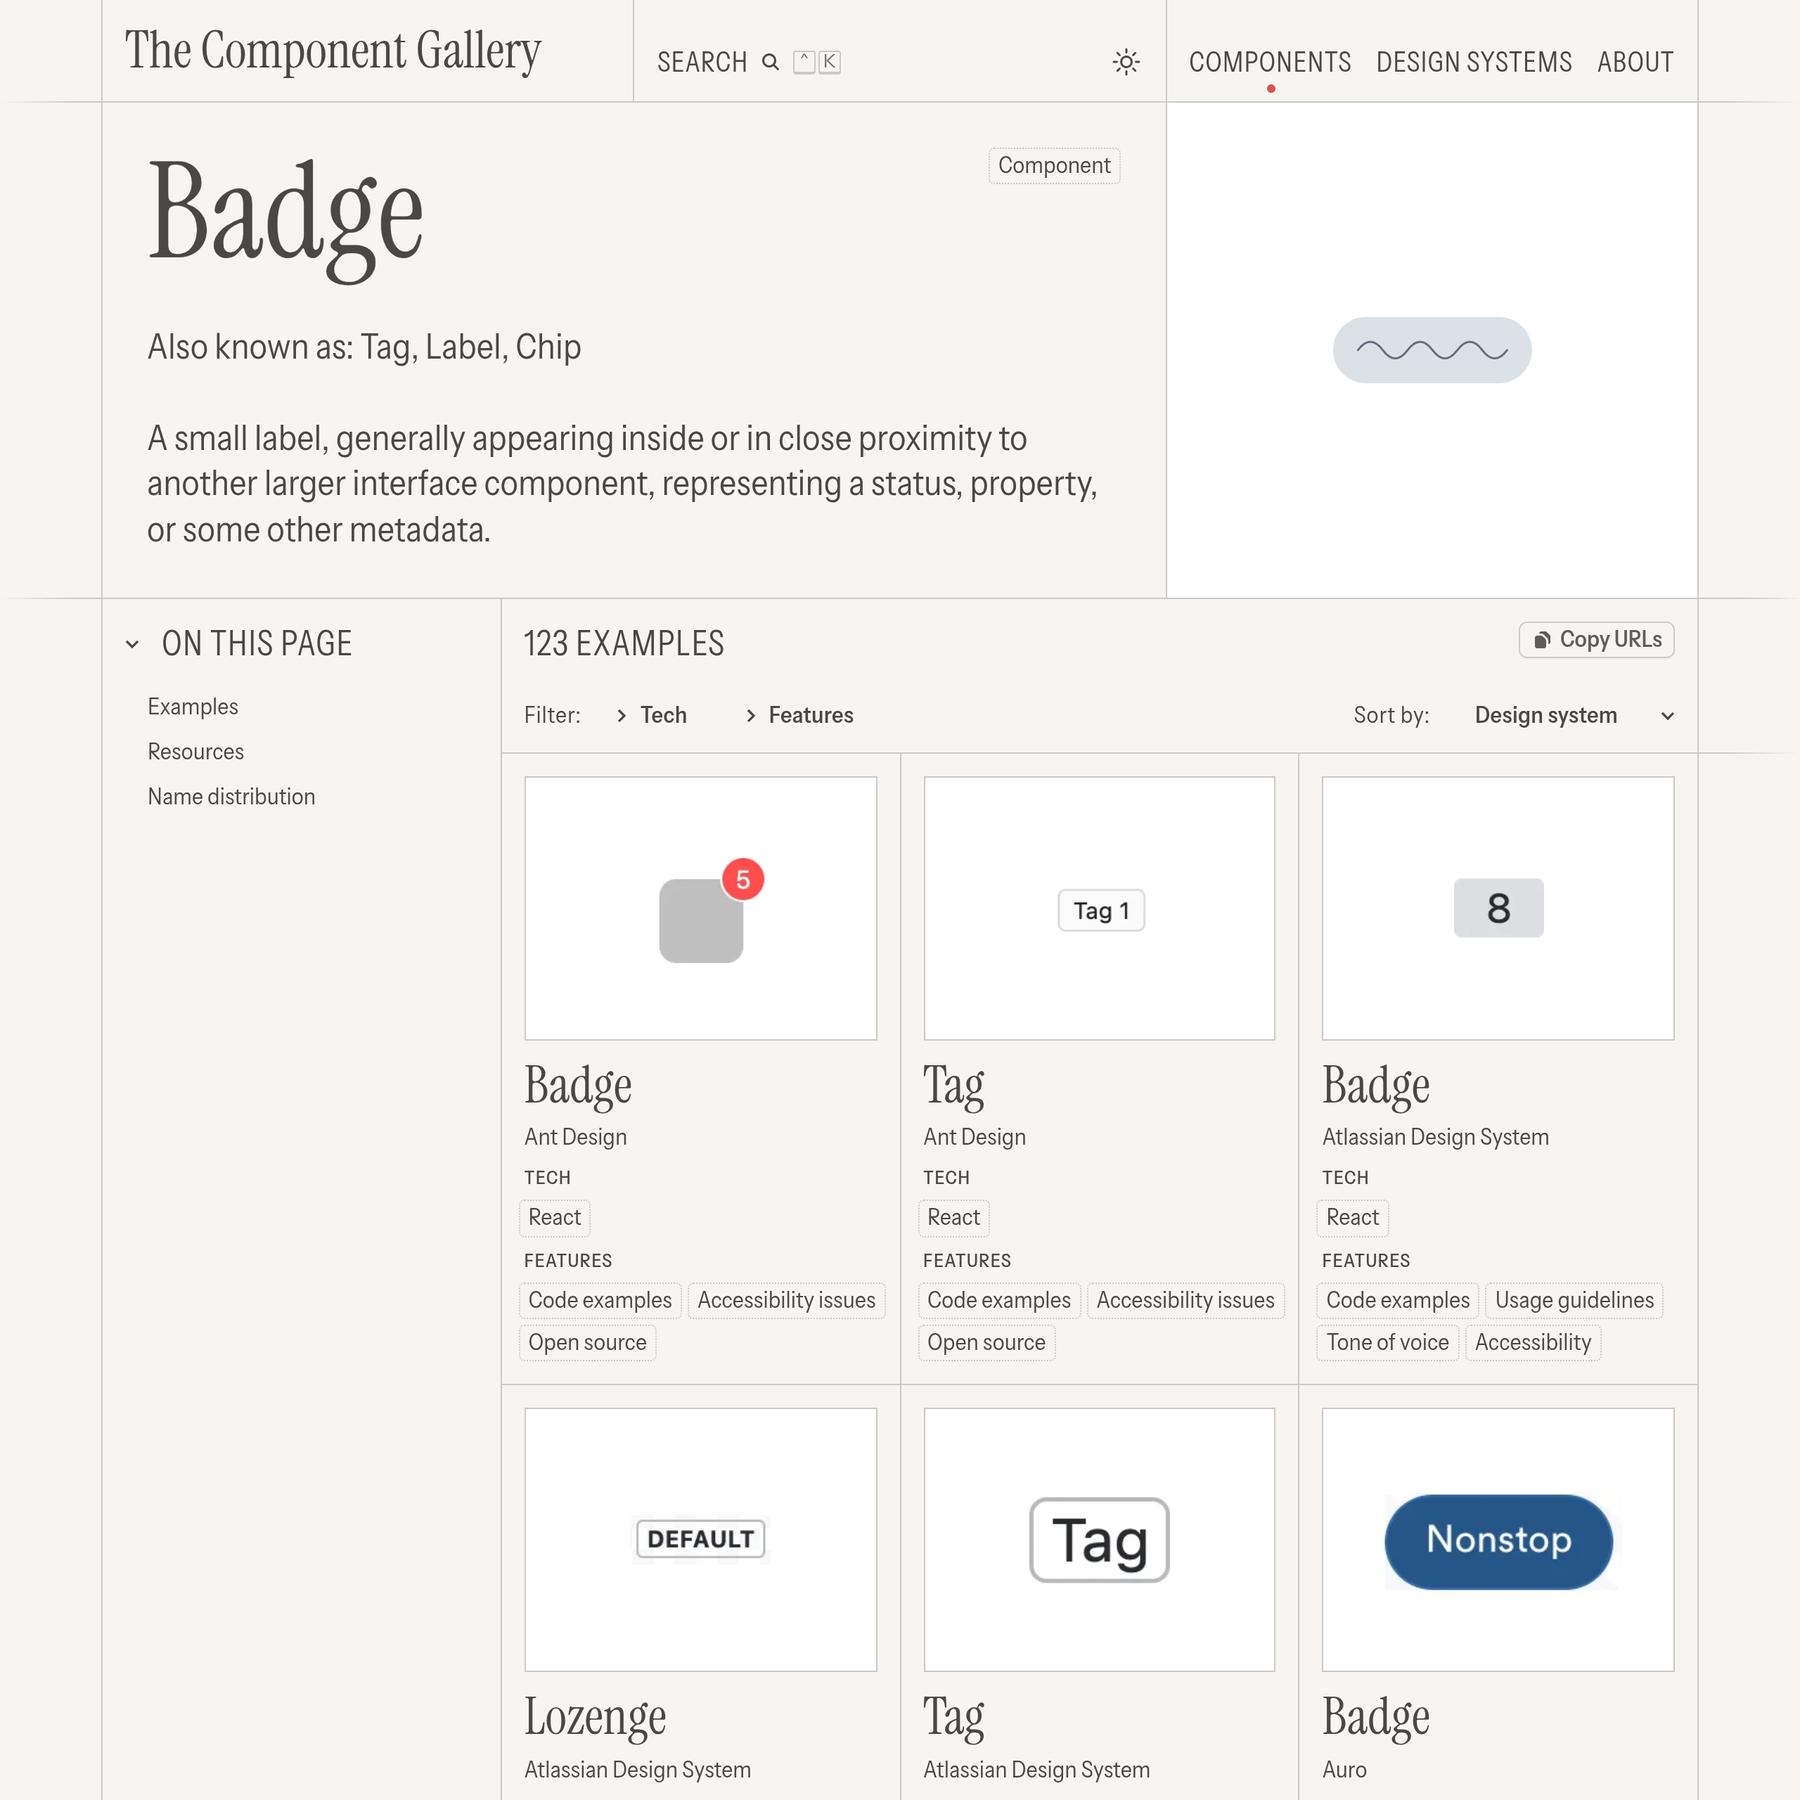 The Component Gallery
SEARCH ^ K
COMPONENTS DESIGN SYSTEMS ABOUT
Badge
Component
Also known as: Tag, Label, Chip
A small label, generally appearing inside or in close proximity to
another larger interface component, representing a status, property,
or some other metadata.
ON THIS PAGE
Examples
Resources
Name distribution
123 EXAMPLES
Copy URLs
Filter: Tech Features
Sort by: Design system
5
Badge
Ant Design
TECH
React
FEATURES
Code examples Accessibility issues
Open source
Tag 1
Tag
Ant Design
TECH
React
FEATURES
Code examples Accessibility issues
Open source
8
Badge
Atlassian Design System
TECH
React
FEATURES
Code examples Usage guidelines
Tone of voice Accessibility
DEFAULT
Lozenge
Atlassian Design System
Tag
Tag
Atlassian Design System
Nonstop
Badge
Auro